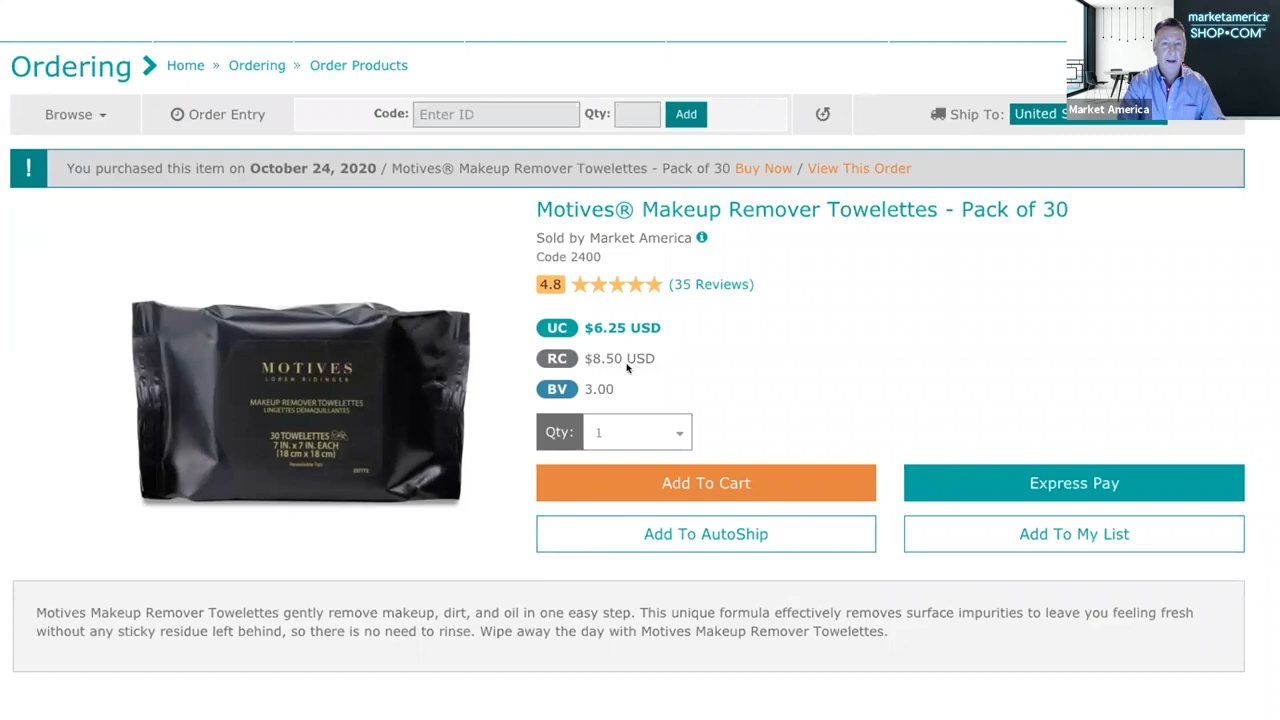 marketamerica
SHOP•COM™
Market America
Ordering
Home » Ordering » Order Products
Browse
Order Entry
Code: Enter ID
Qty:
Add
Ship To: United S
! You purchased this item on October 24, 2020 / Motives® Makeup Remover Towelettes - Pack of 30 Buy Now / View This Order
Motives® Makeup Remover Towelettes - Pack of 30
Sold by Market America i
Code 2400
4.8 (35 Reviews)
UC $6.25 USD
RC $8.50 USD
BV 3.00
Qty: 1
Add To Cart
Express Pay
Add To AutoShip
Add To My List
MOTIVES
LOREN RIDINGER
MAKEUP REMOVER TOWELETTES
LINGETTES DÉMAQUILLANTES
30 TOWELETTES
7 IN. x 7 IN. EACH
(18 cm x 18 cm)
Motives Makeup Remover Towelettes gently remove makeup, dirt, and oil in one easy step. This unique formula effectively removes surface impurities to leave you feeling fresh
without any sticky residue left behind, so there is no need to rinse. Wipe away the day with Motives Makeup Remover Towelettes.